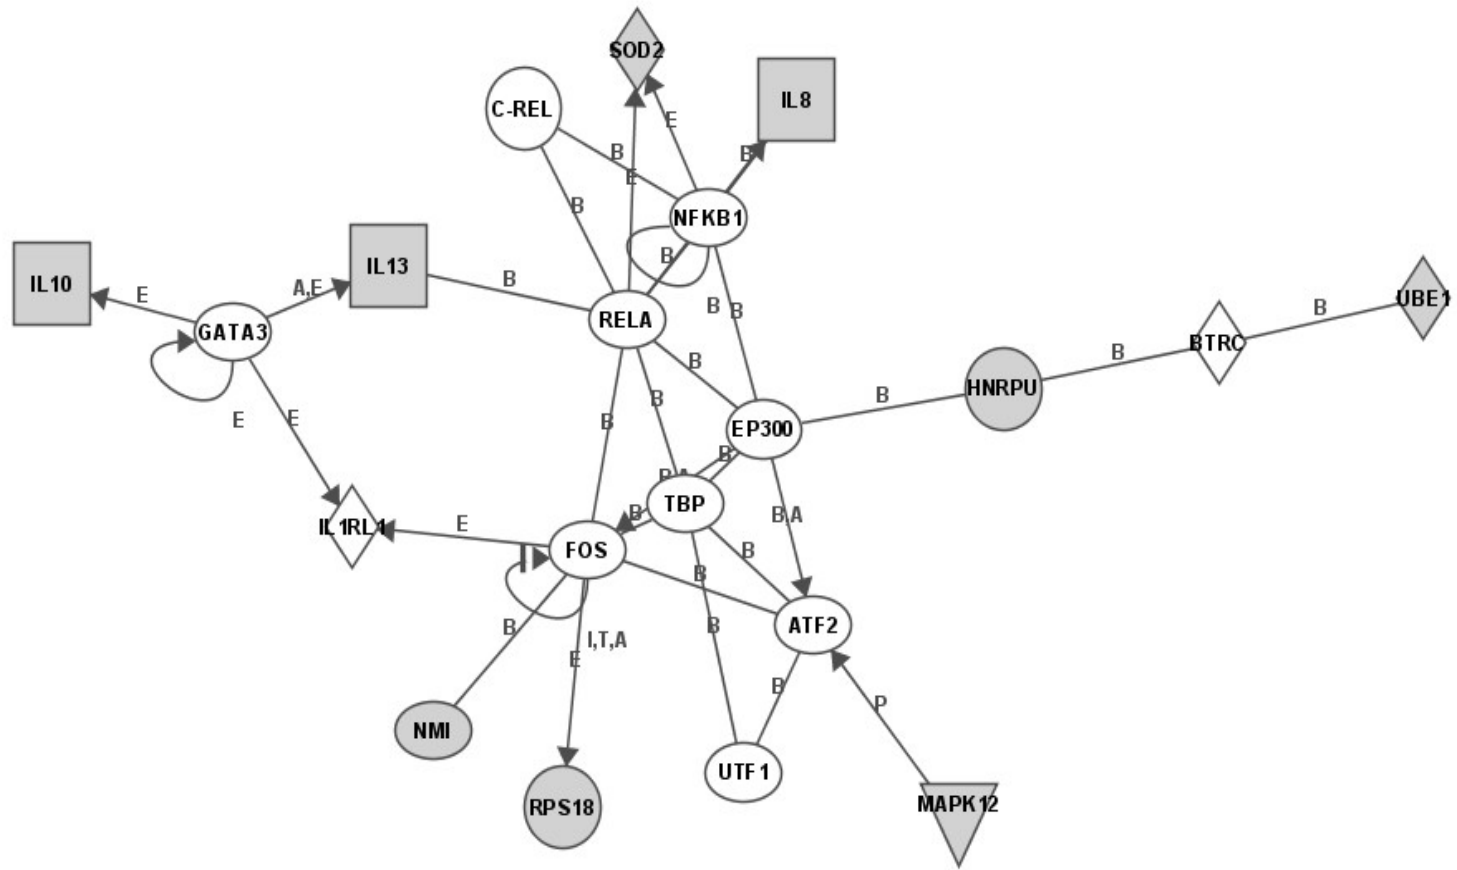 SOD2
IL8
C-REL
E
B
B
E
B
NFKB1
B
IL13
IL10
B
A,E
E
UBE1
B
B
B
RELA
GATA3
BTRC
B
B
HNRPU
B
B
E
E
B
EP300
B
B,A
TBP
B
B,A
IL1RL1
E
FOS
B
B
B
ATF2
B
I,T,A
E
B
P
NMI
UTF1
RPS18
MAPK12